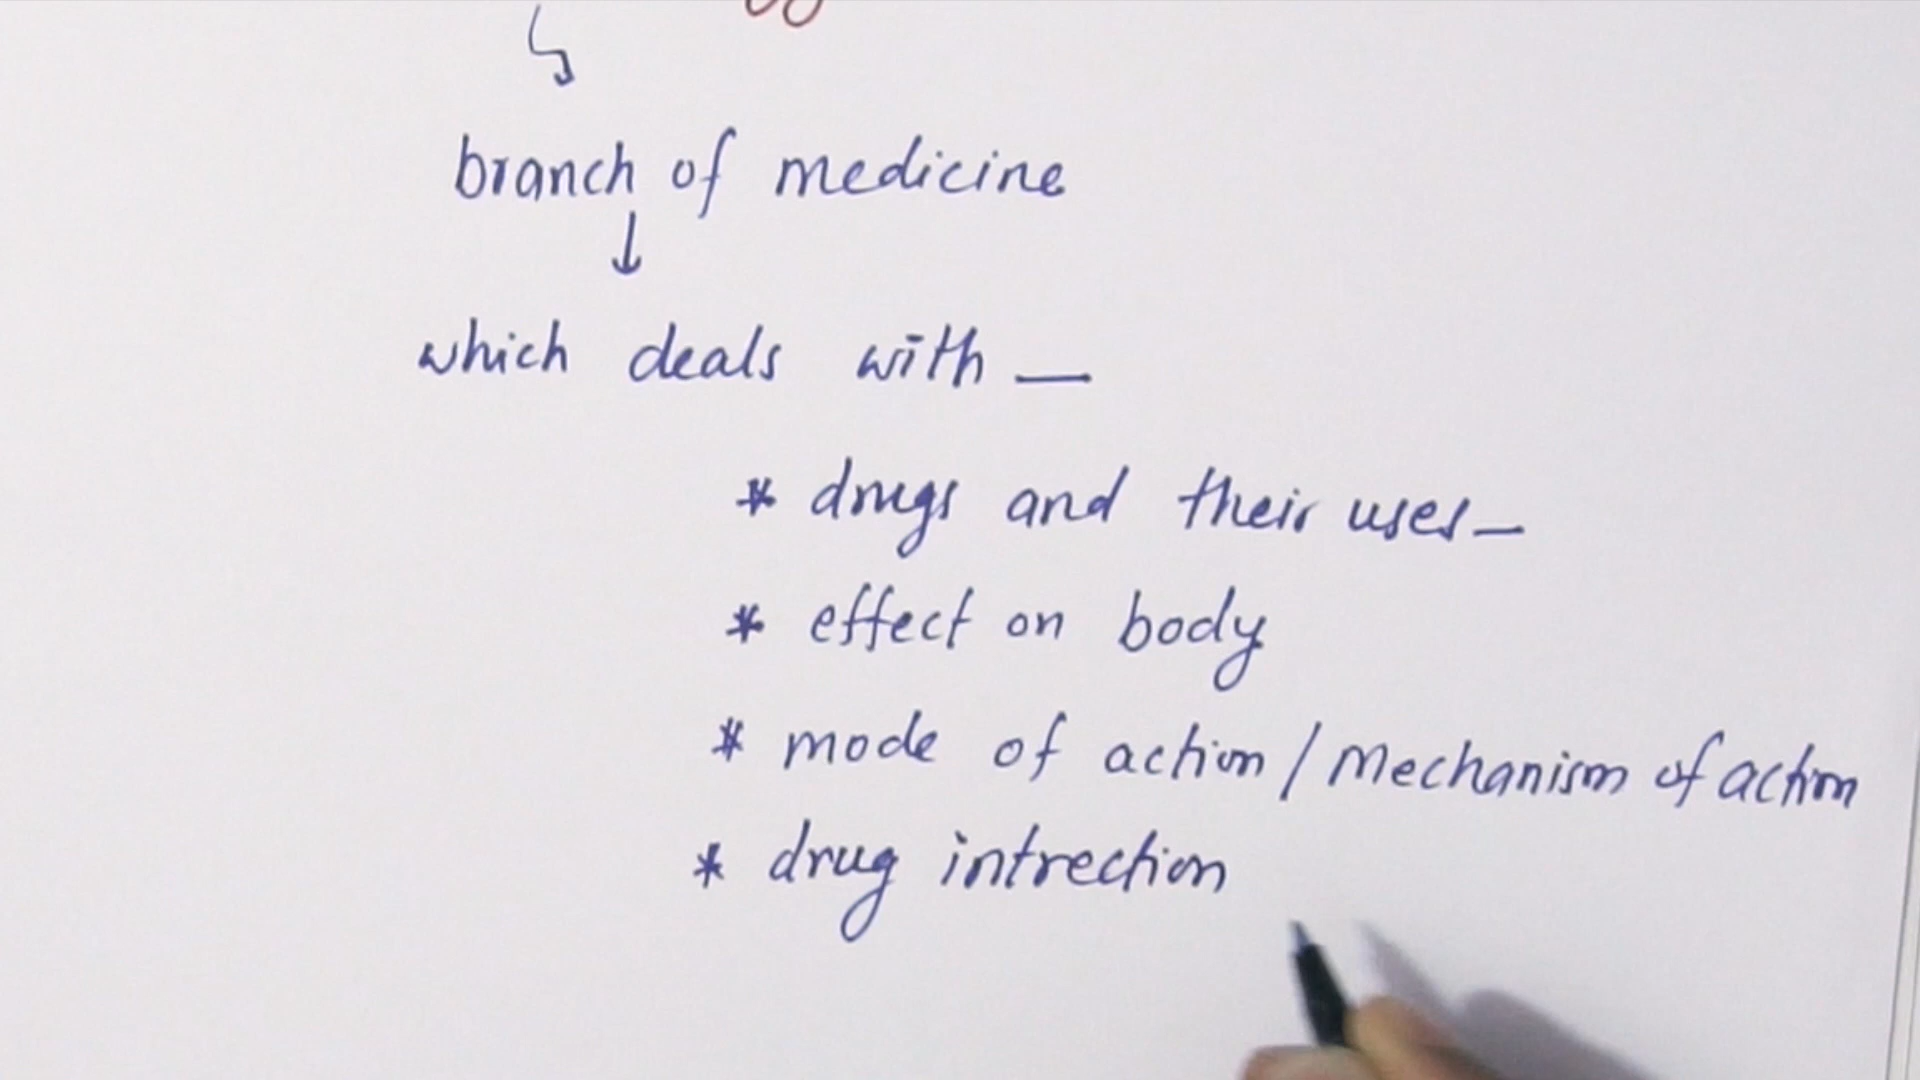 branch of medicine
which deals with —
* drugs and their uses —
* effect on body
* mode of action / Mechanism of action
* drug intrection